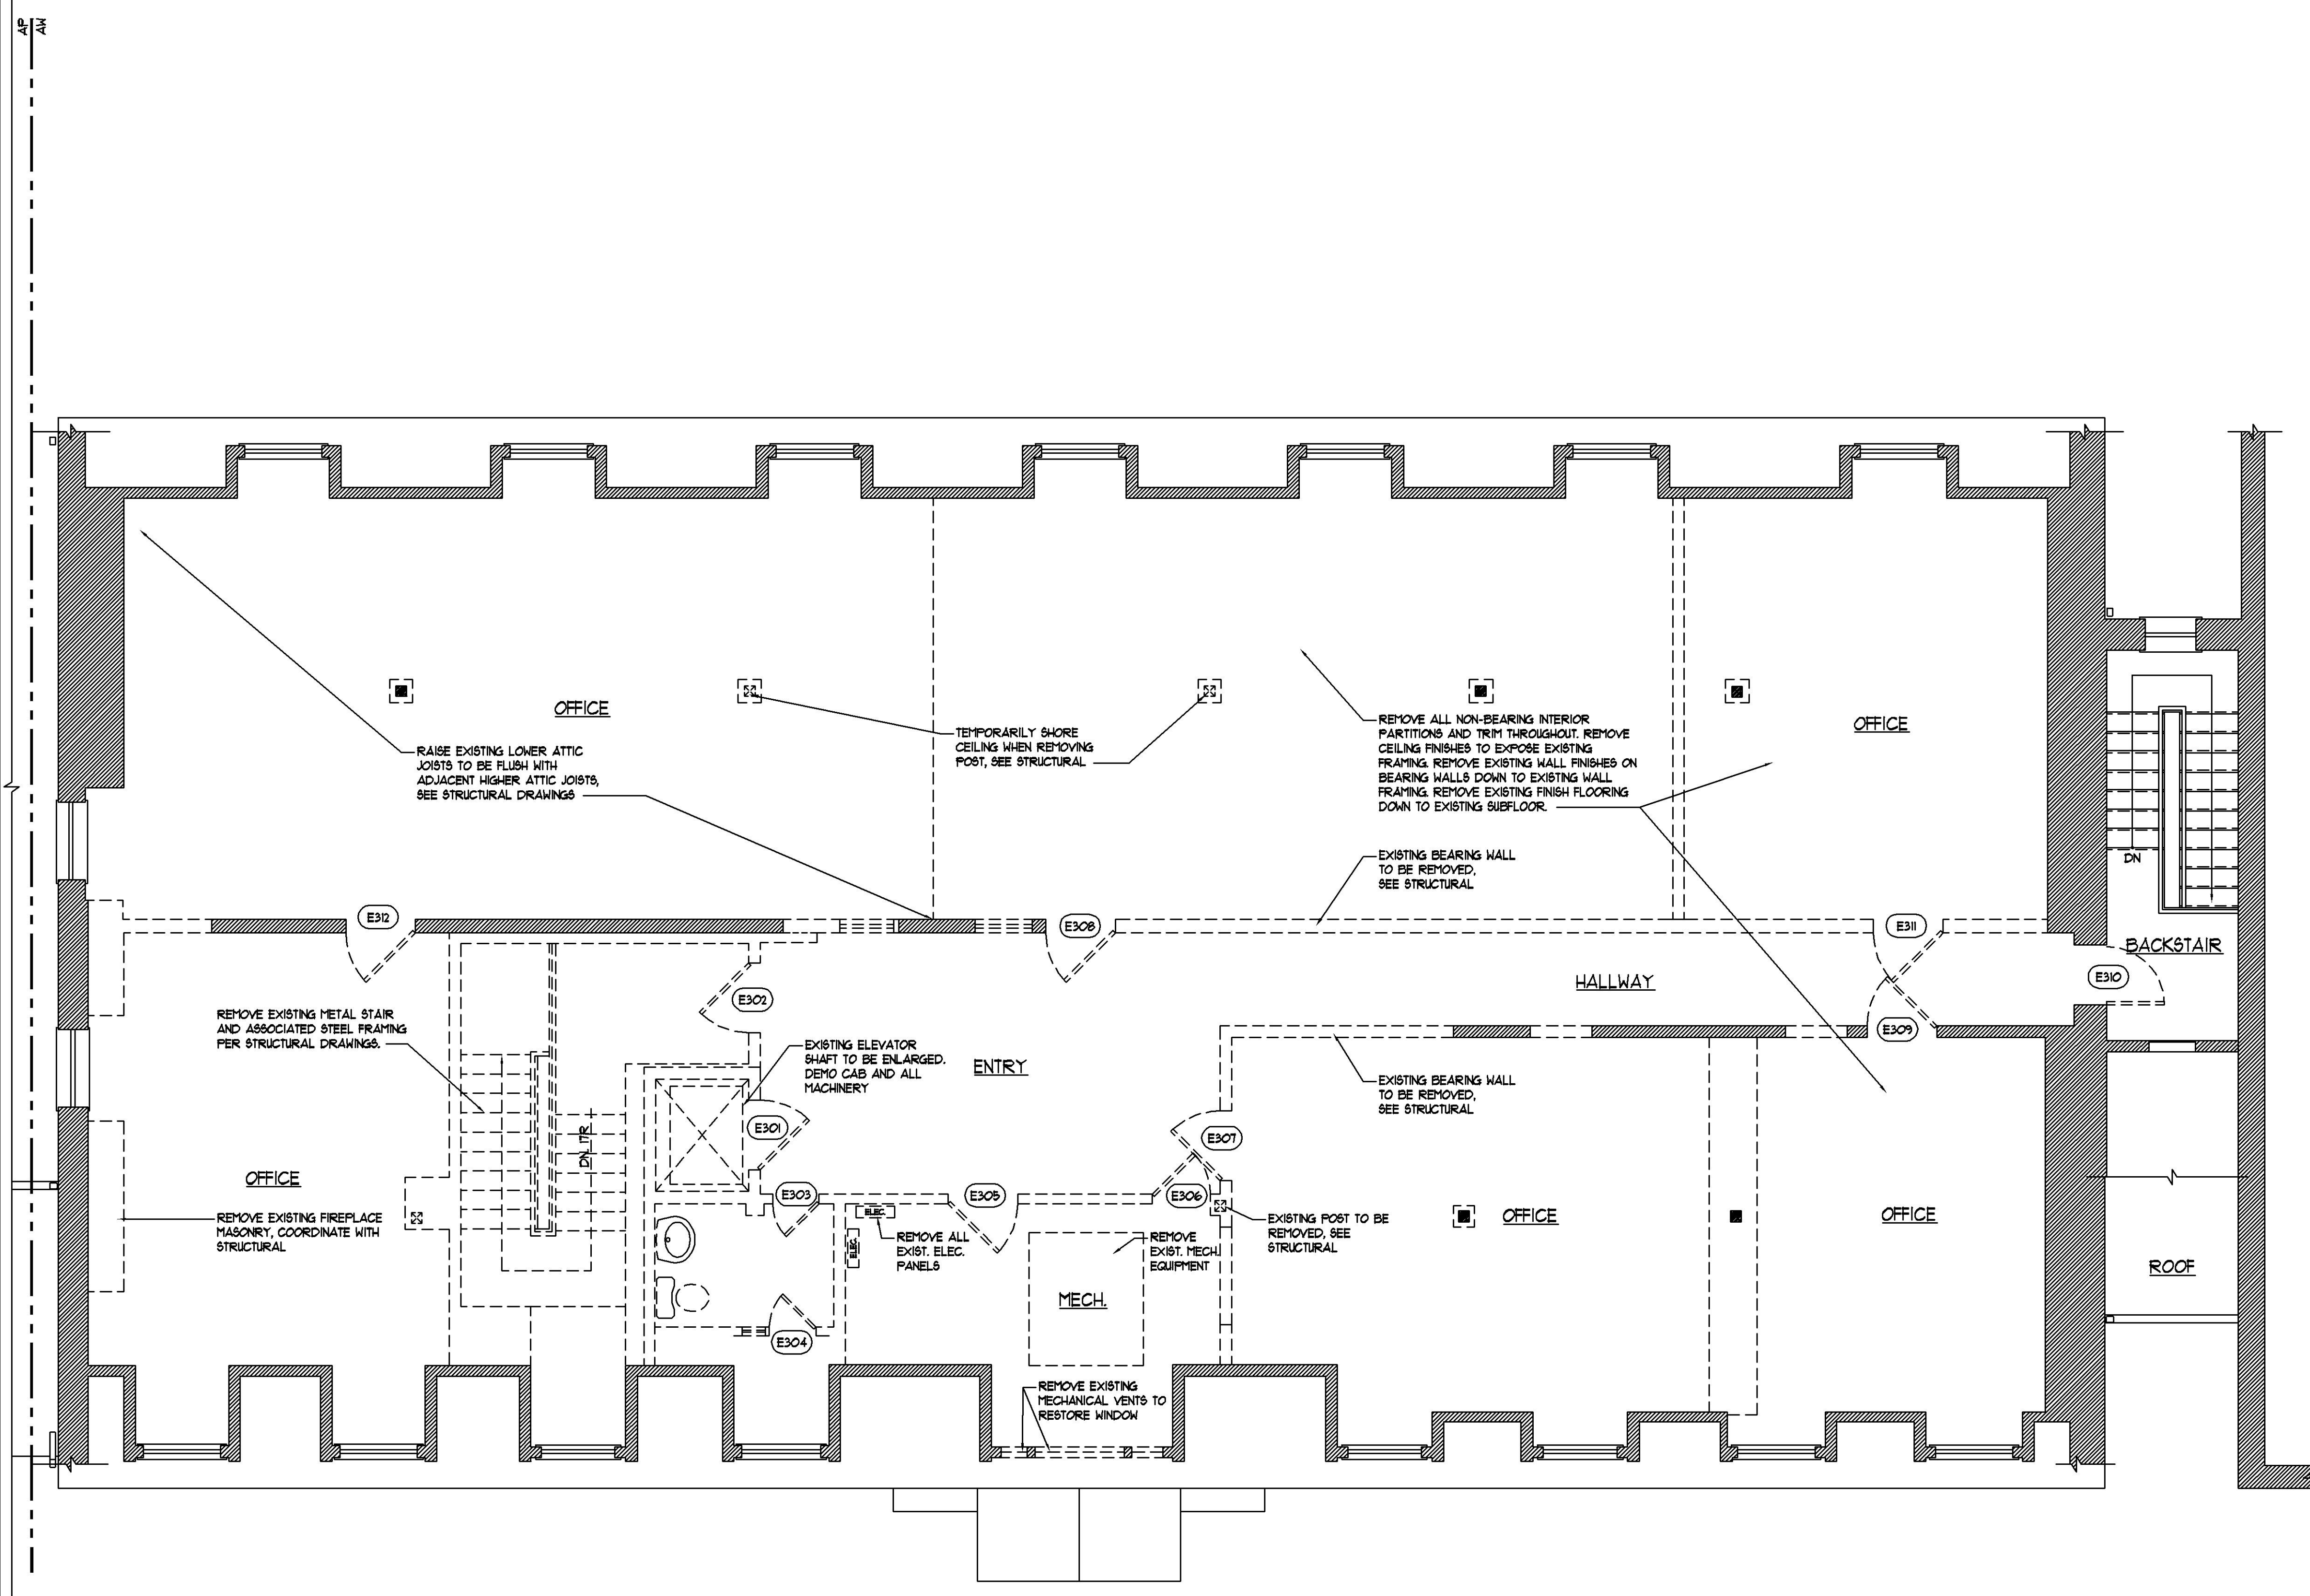 AP
AW
OFFICE
OFFICE
TEMPORARILY SHORE
CEILING WHEN REMOVING
POST, SEE STRUCTURAL
REMOVE ALL NON-BEARING INTERIOR
PARTITIONS AND TRIM THROUGHOUT. REMOVE
CEILING FINISHES TO EXPOSE EXISTING
FRAMING. REMOVE EXISTING WALL FINISHES ON
BEARING WALLS DOWN TO EXISTING WALL
FRAMING. REMOVE EXISTING FINISH FLOORING
DOWN TO EXISTING SUBFLOOR.
RAISE EXISTING LOWER ATTIC
JOISTS TO BE FLUSH WITH
ADJACENT HIGHER ATTIC JOISTS,
SEE STRUCTURAL DRAWINGS
EXISTING BEARING WALL
TO BE REMOVED,
SEE STRUCTURAL
DN
E312
E308
E311
BACKSTAIR
E310
HALLWAY
E302
REMOVE EXISTING METAL STAIR
AND ASSOCIATED STEEL FRAMING
PER STRUCTURAL DRAWINGS.
E309
EXISTING ELEVATOR
SHAFT TO BE ENLARGED.
DEMO CAB AND ALL
MACHINERY
ENTRY
EXISTING BEARING WALL
TO BE REMOVED,
SEE STRUCTURAL
E301
E307
DN 17R
OFFICE
E303
E305
E306
ELEC.
ELEC.
REMOVE EXISTING FIREPLACE
MASONRY, COORDINATE WITH
STRUCTURAL
REMOVE ALL
EXIST. ELEC.
PANELS
REMOVE
EXIST. MECH.
EQUIPMENT
EXISTING POST TO BE
REMOVED, SEE
STRUCTURAL
OFFICE
OFFICE
ROOF
MECH.
E304
REMOVE EXISTING
MECHANICAL VENTS TO
RESTORE WINDOW